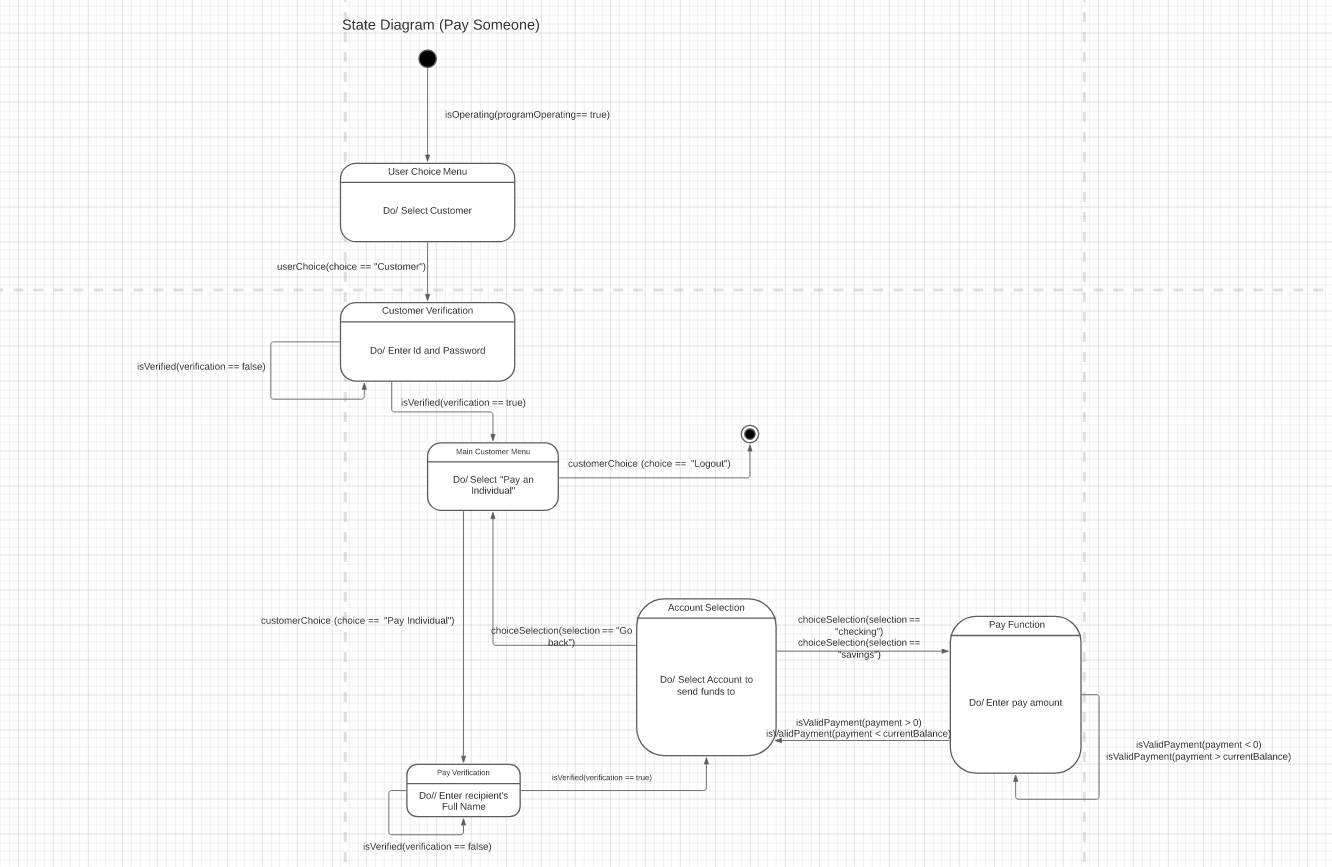 State Diagram (Pay Someone)
isOperating(programOperating== true)
User Choice Menu
Do/ Select Customer
userChoice(choice == "Customer")
Customer Verification
Do/ Enter Id and Password
isVerified(verification == false)
isVerified(verification == true)
Main Customer Menu
Do/ Select "Pay an
Individual"
customerChoice (choice == "Logout")
customerChoice (choice == "Pay Individual")
choiceSelection(selection == "Go
back")
Account Selection
Do/ Select Account to
send funds to
choiceSelection(selection ==
"checking")
choiceSelection(selection ==
"savings")
Pay Function
Do/ Enter pay amount
isValidPayment(payment > 0)
isValidPayment(payment < currentBalance)
isValidPayment(payment < 0)
isValidPayment(payment > currentBalance)
Pay Verification
Do// Enter recipient's
Full Name
isVerified(verification == true)
isVerified(verification == false)